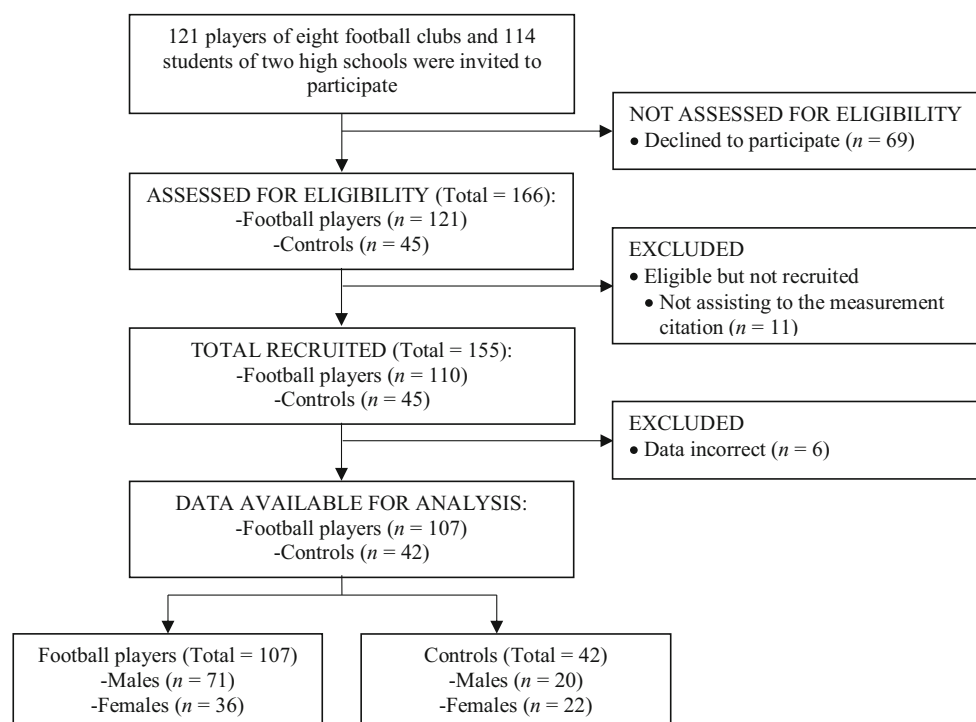 121 players of eight football clubs and 114
students of two high schools were invited to
participate
NOT ASSESSED FOR ELIGIBILITY
• Declined to participate (n = 69)
ASSESSED FOR ELIGIBILITY (Total = 166):
-Football players (n = 121)
-Controls (n = 45)
EXCLUDED
• Eligible but not recruited
• Not assisting to the measurement
citation (n = 11)
TOTAL RECRUITED (Total = 155):
-Football players (n = 110)
-Controls (n = 45)
EXCLUDED
• Data incorrect (n = 6)
DATA AVAILABLE FOR ANALYSIS:
-Football players (n = 107)
-Controls (n = 42)
Football players (Total = 107)
-Males (n = 71)
-Females (n = 36)
Controls (Total = 42)
-Males (n = 20)
-Females (n = 22)